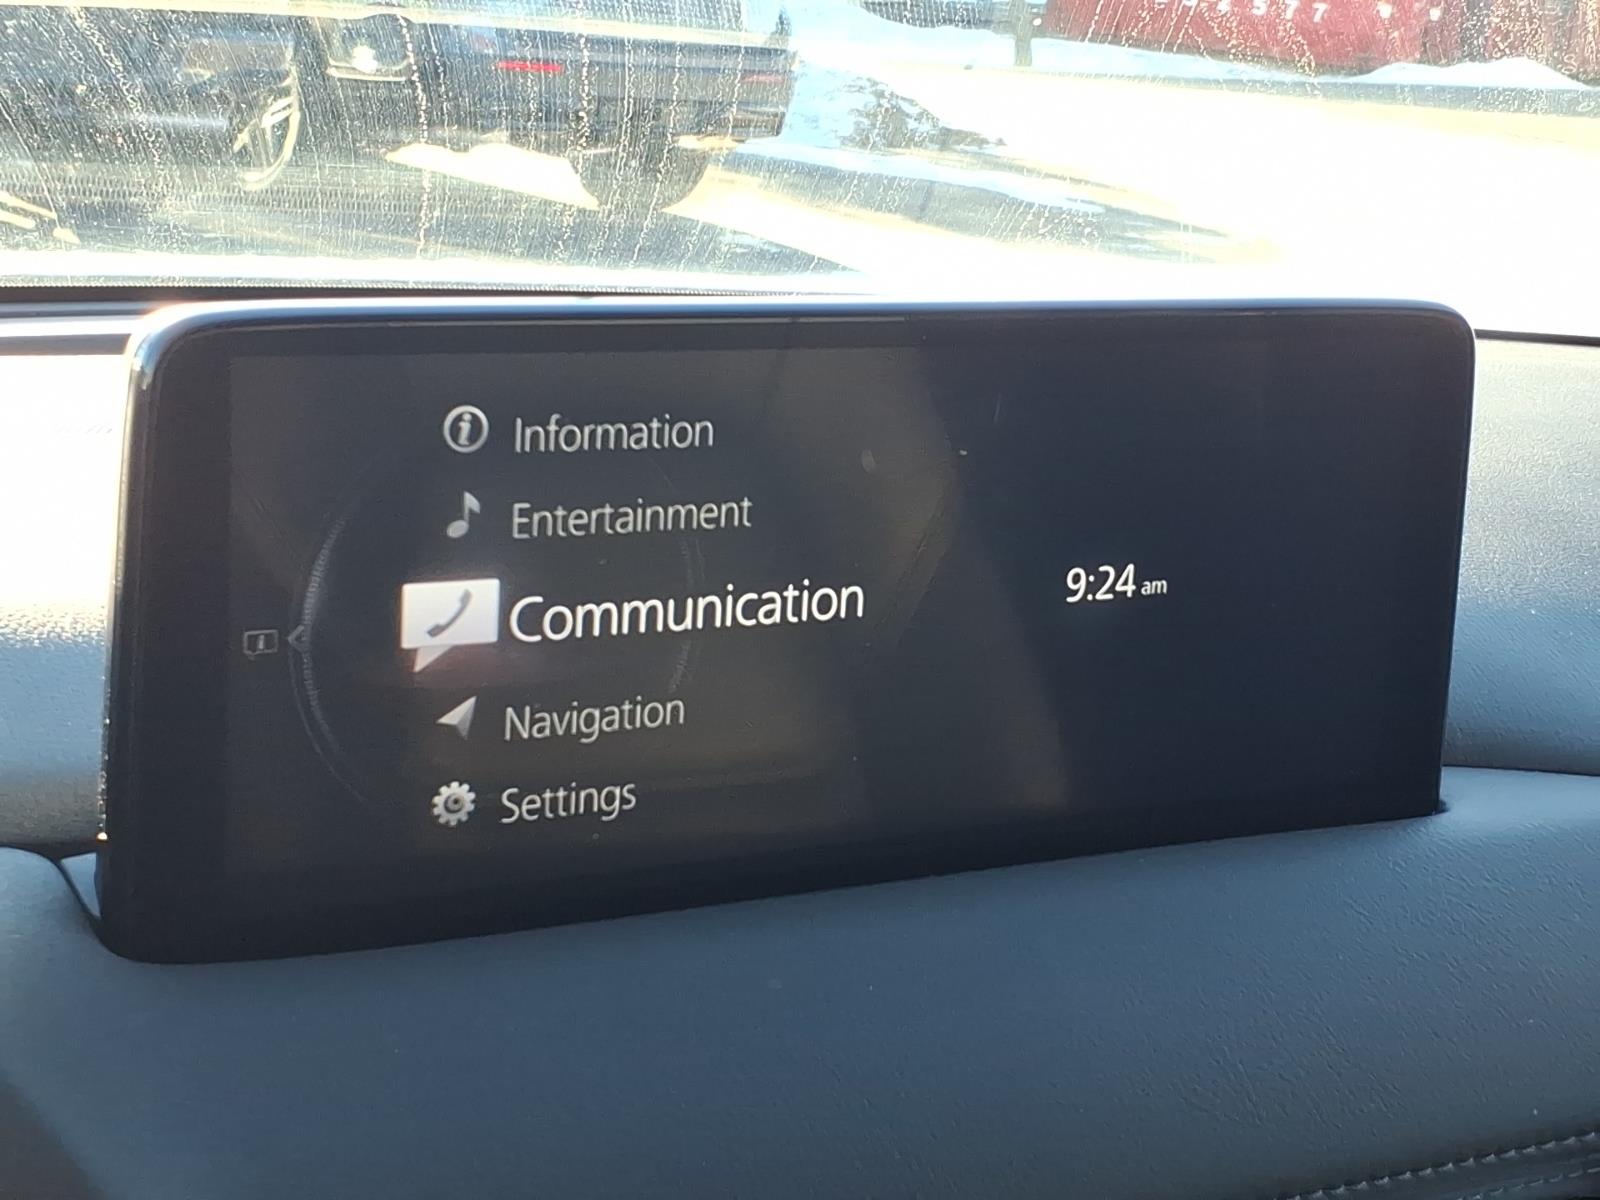 Information
Entertainment
Communication
9:24 am
Navigation
Settings